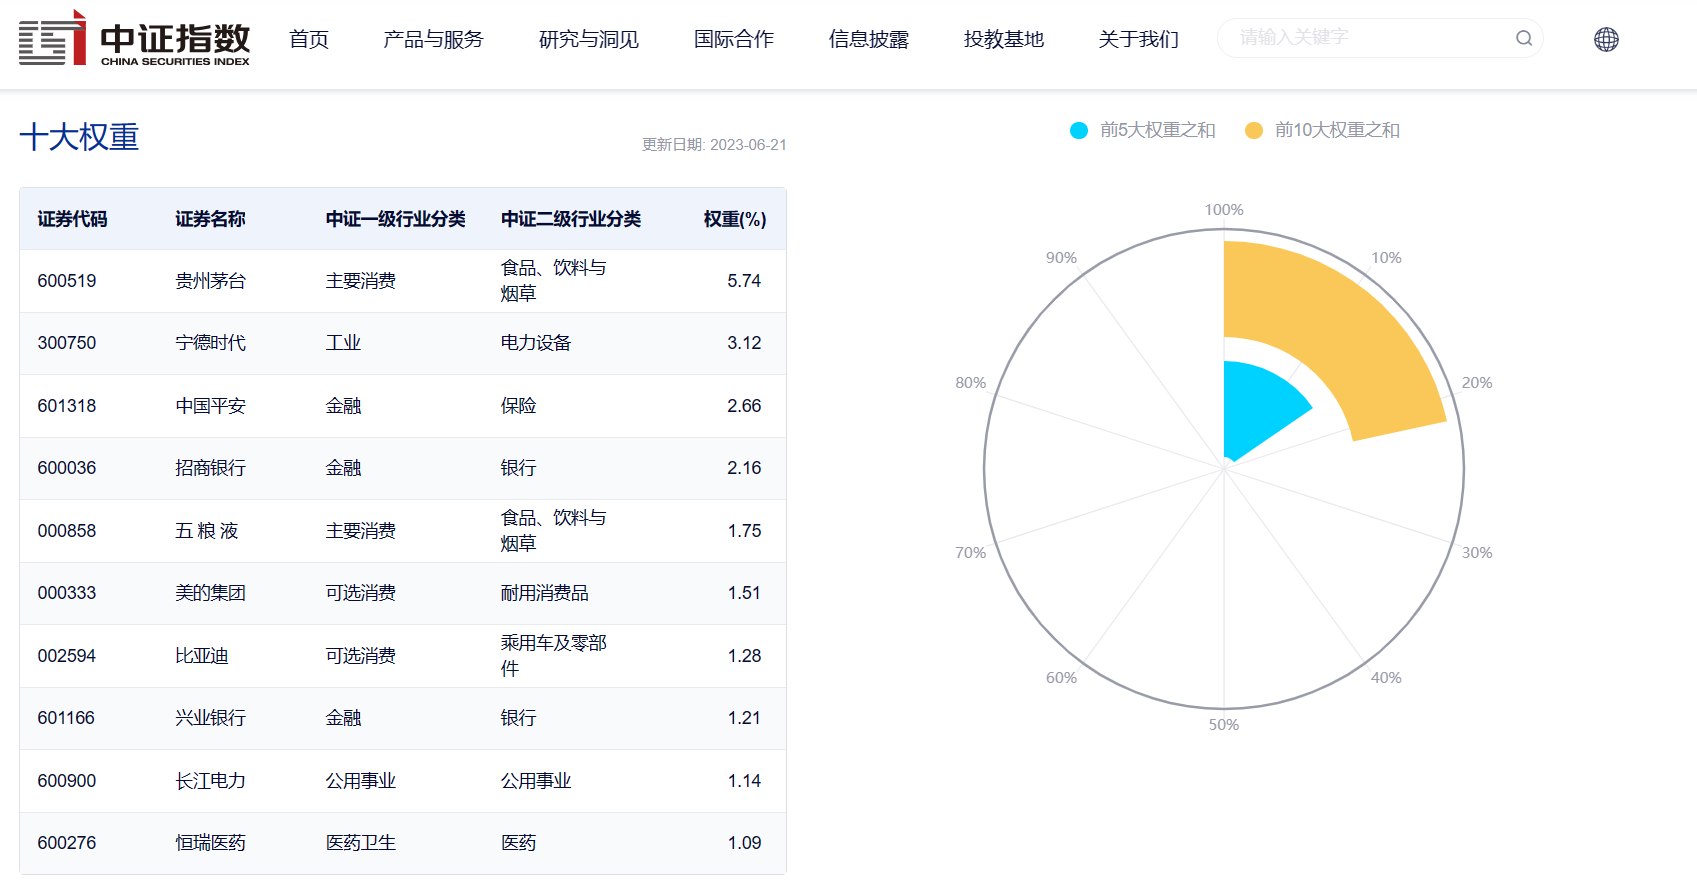 中证指数
CHINA SECURITIES INDEX
首页 产品与服务 研究与洞见 国际合作 信息披露 投教基地 关于我们 请输入关键字
十大权重
更新日期: 2023-06-21
证券代码 证券名称 中证一级行业分类 中证二级行业分类 权重(%)
600519 贵州茅台 主要消费 食品、饮料与
烟草 5.74
300750 宁德时代 工业 电力设备 3.12
601318 中国平安 金融 保险 2.66
600036 招商银行 金融 银行 2.16
000858 五 粮 液 主要消费 食品、饮料与
烟草 1.75
000333 美的集团 可选消费 耐用消费品 1.51
002594 比亚迪 可选消费 乘用车及零部
件 1.28
601166 兴业银行 金融 银行 1.21
600900 长江电力 公用事业 公用事业 1.14
600276 恒瑞医药 医药卫生 医药 1.09
前5大权重之和 前10大权重之和
100%
10%
20%
30%
40%
50%
60%
70%
80%
90%